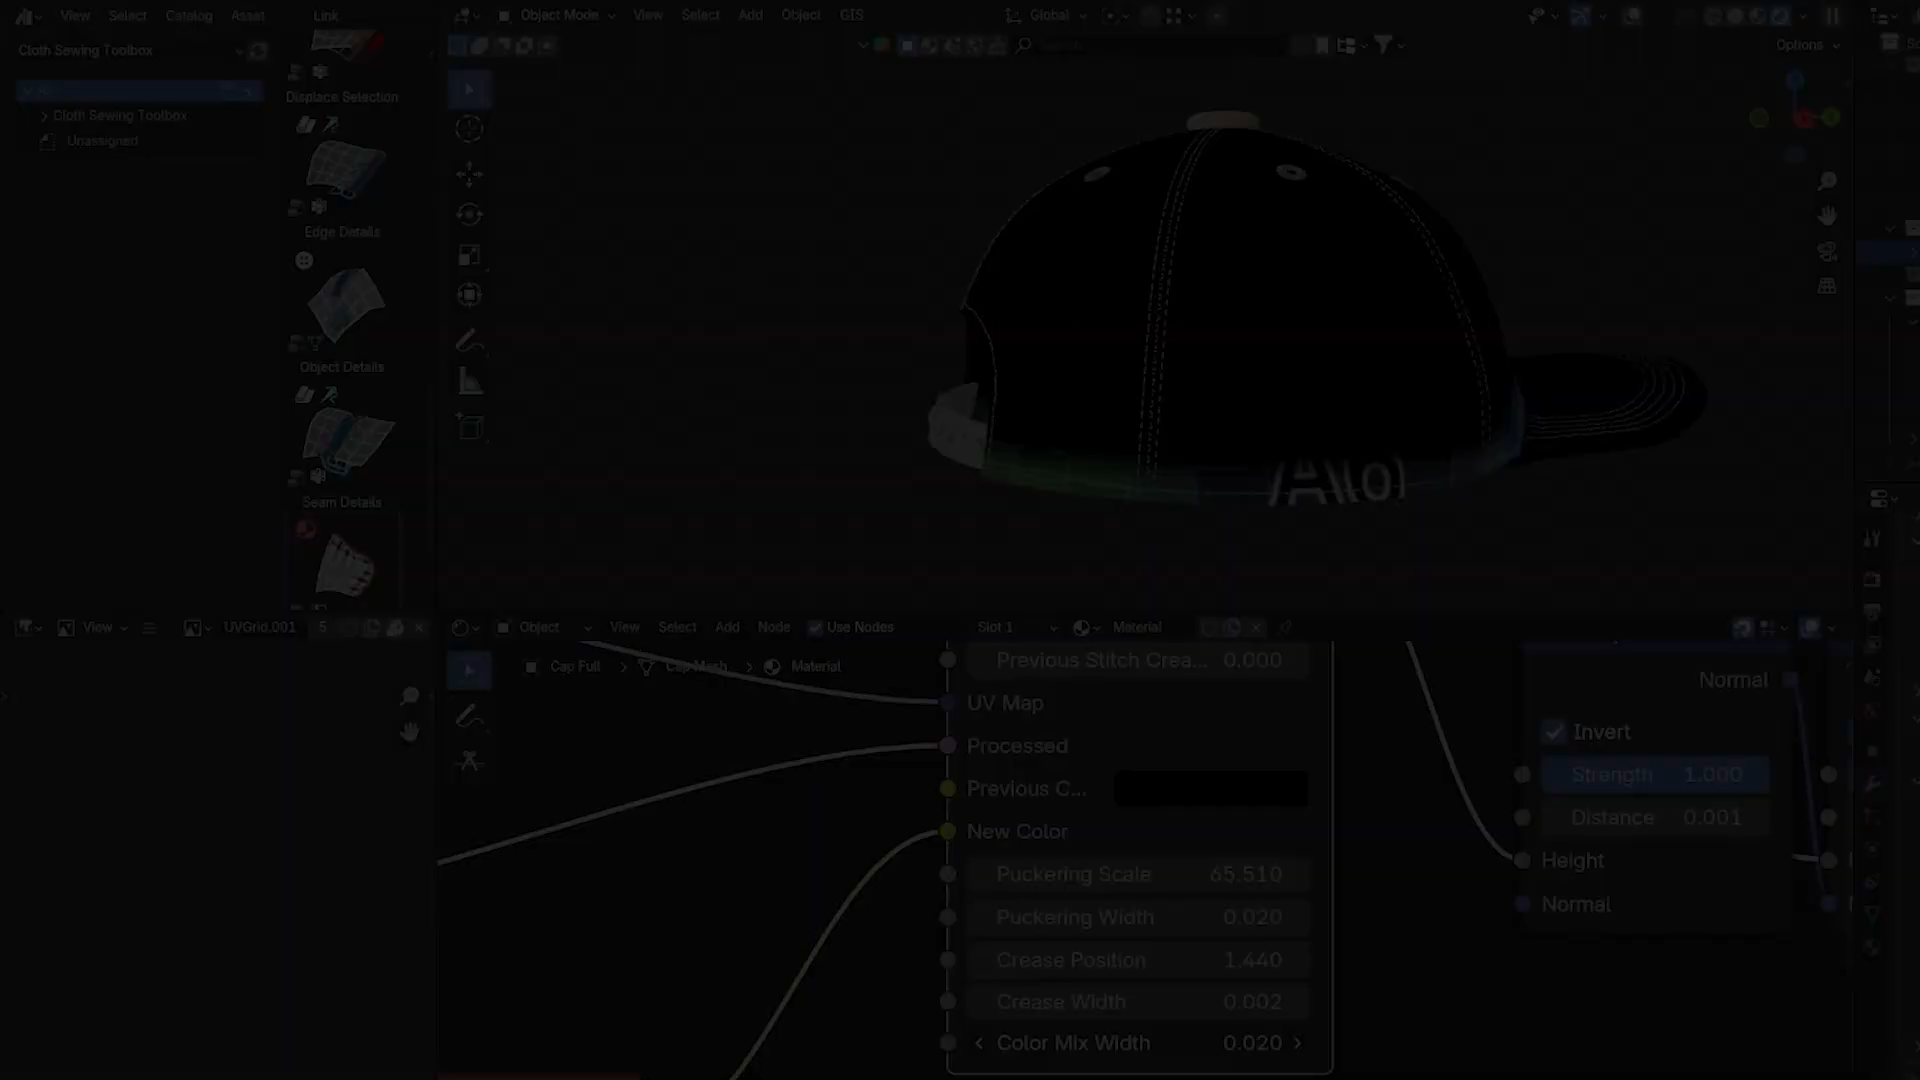 View Select Catalog Asset Link
Object Mode View Select Add Object GIS
Global
Cloth Sewing Toolbox
Options
Displace Selection
Cloth Sewing Toolbox
Unassigned
Edge Details
Object Details
Seam Details
View
UVGrid.001 5
Object View Select Add Node Use Nodes
Slot 1 Material
Cap Full > Cap Mesh > Material
Previous Stitch Crea... 0.000
UV Map
Processed
Previous C...
New Color
Puckering Scale 65.510
Puckering Width 0.020
Crease Position 1.440
Crease Width 0.002
Color Mix Width 0.020
Normal
Invert
Strength 1.000
Distance 0.001
Height
Normal